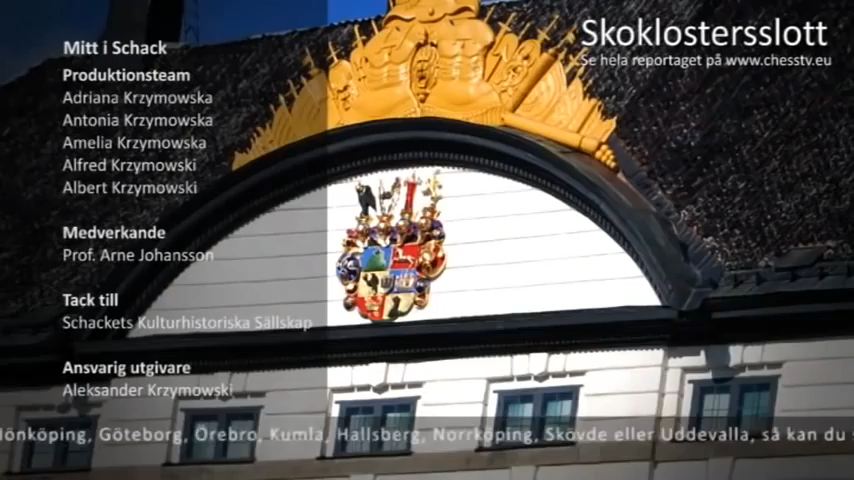 Mitt i Schack
Produktionsteam
Adriana Krzymowska
Antonia Krzymowska
Amelia Krzymowska
Alfred Krzymowski
Albert Krzymowski
Medverkande
Prof. Arne Johansson
Tack till
Schackets Kulturhistoriska Sällskap
Ansvarig utgivare
Aleksander Krzymowski
Skoklostersslott
Se hela reportaget på www.chesstv.eu
Jönköping, Göteborg, Örebro, Kumla, Hallsberg, Norrköping, Skövde eller Uddevalla, så kan du